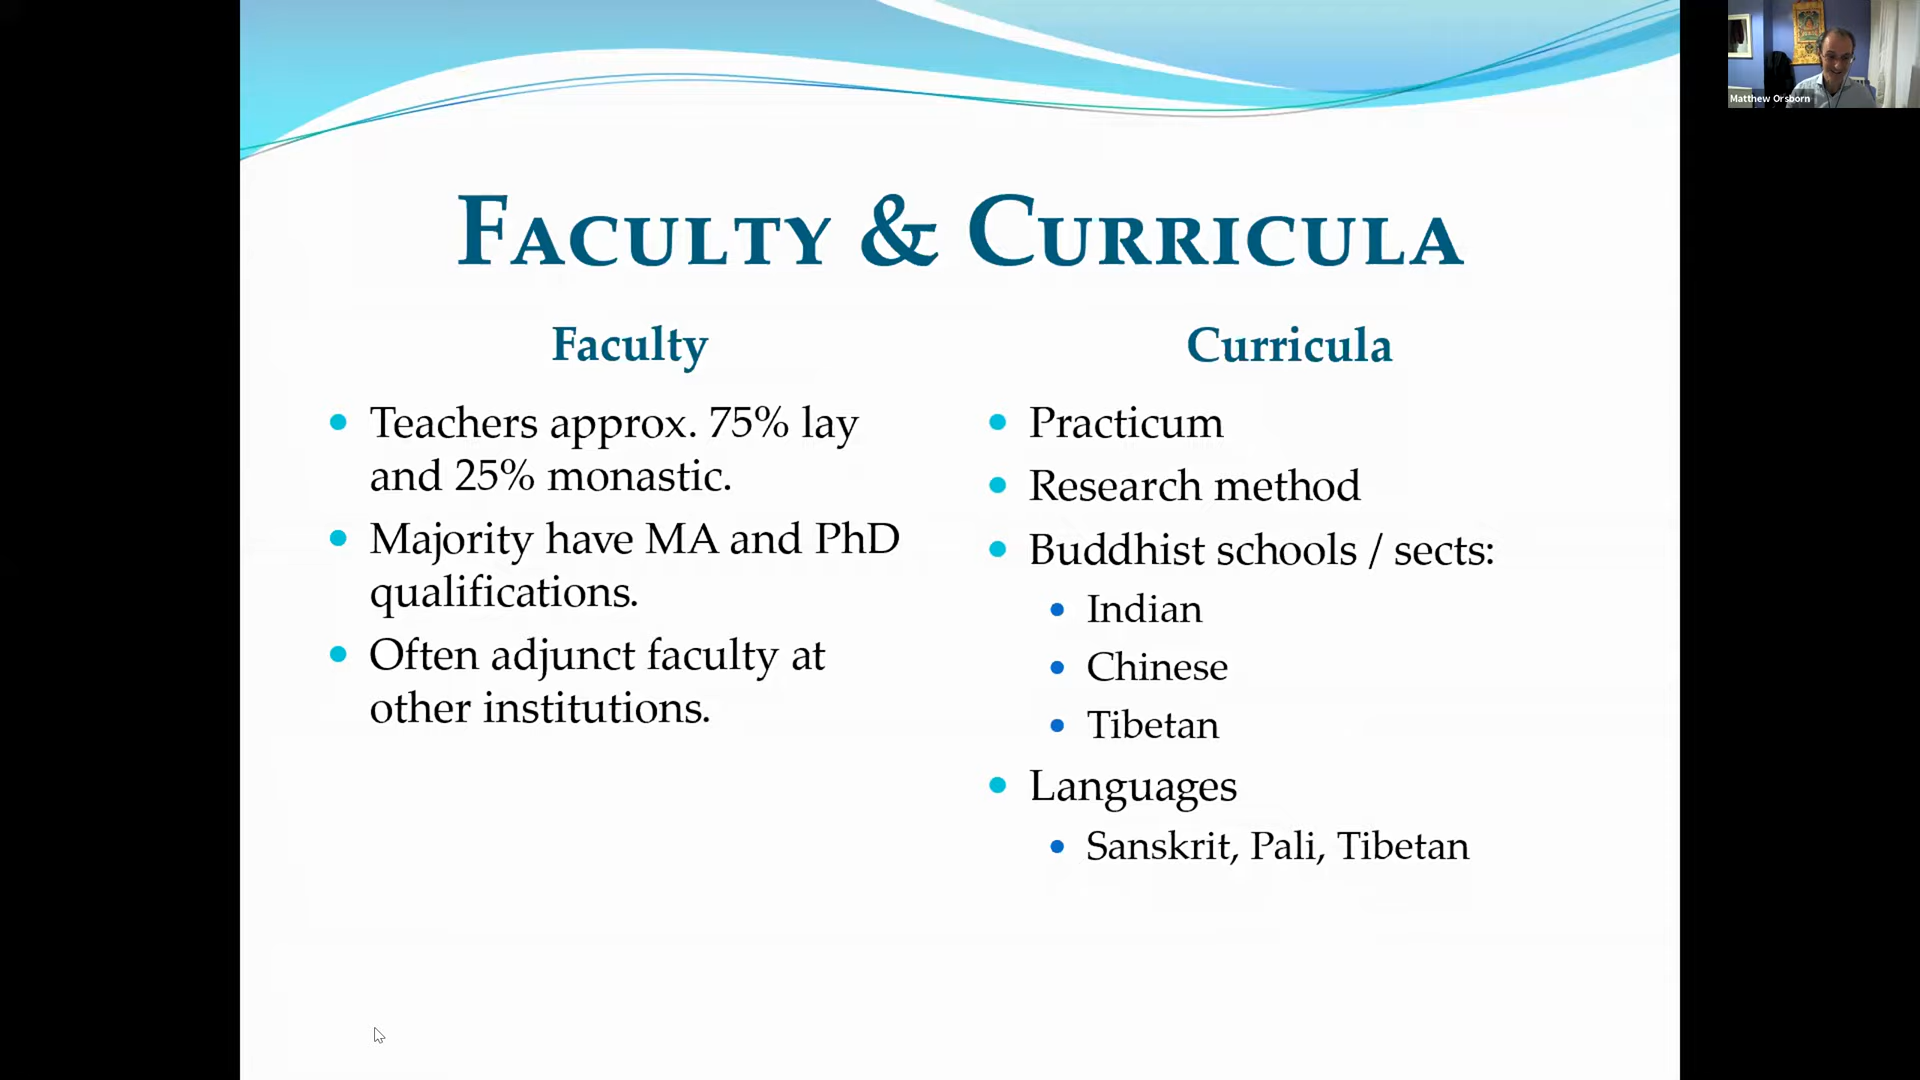 Matthew Orsborn
Faculty & Curricula
Faculty
Teachers approx. 75% lay
and 25% monastic.
Majority have MA and PhD
qualifications.
Often adjunct faculty at
other institutions.
Curricula
Practicum
Research method
Buddhist schools / sects:
Indian
Chinese
Tibetan
Languages
Sanskrit, Pali, Tibetan